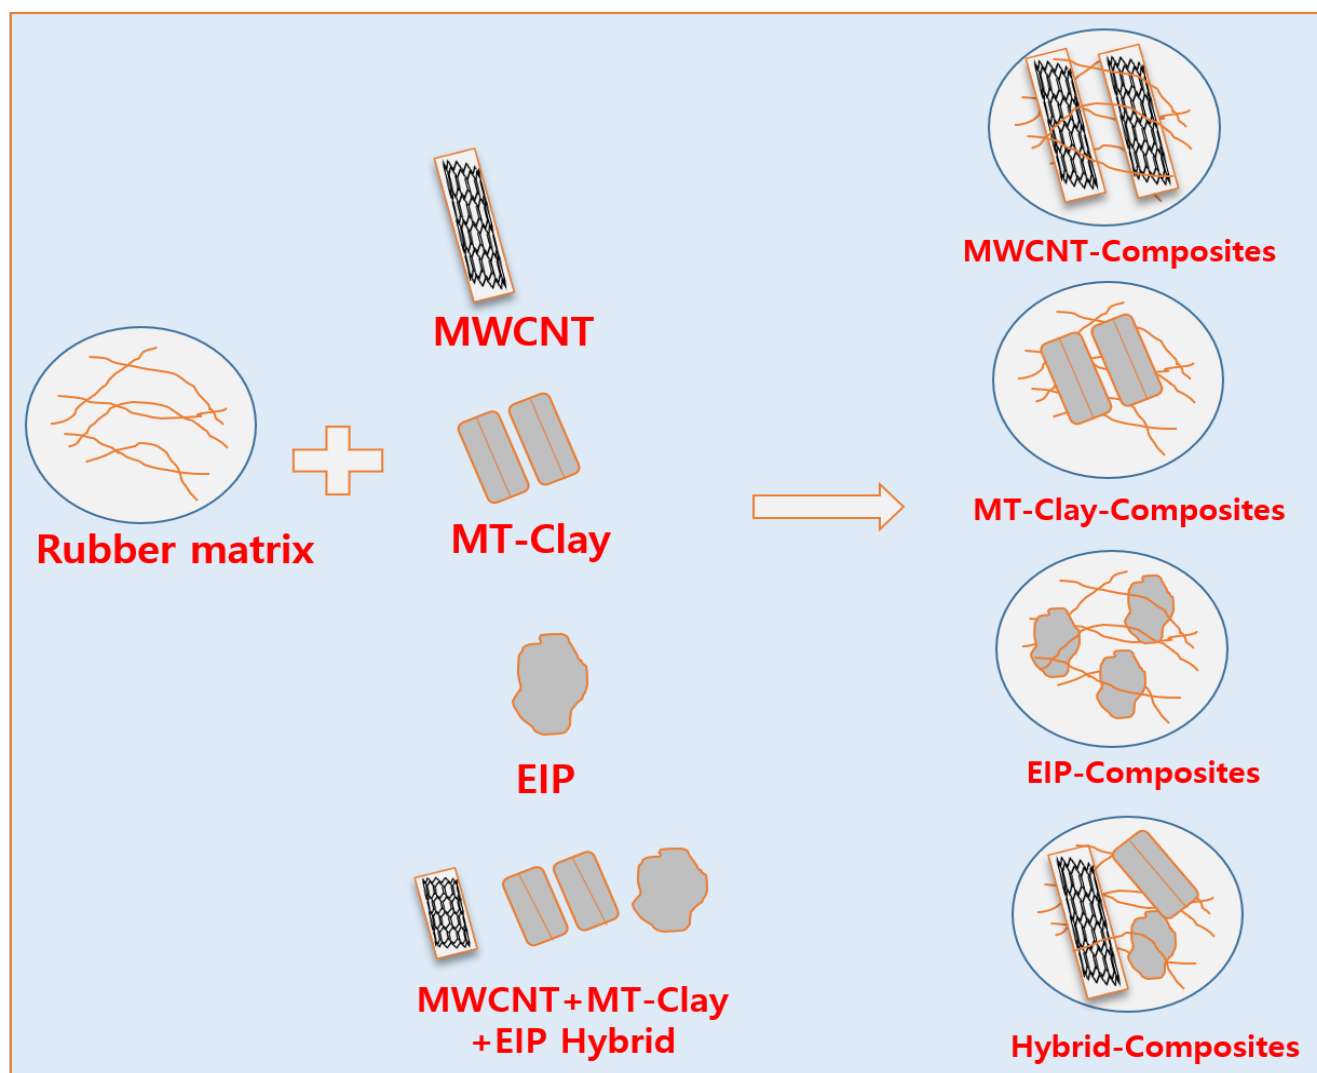 Rubber matrix
MWCNT
MT-Clay
EIP
MWCNT+MT-Clay
+EIP Hybrid
MWCNT-Composites
MT-Clay-Composites
EIP-Composites
Hybrid-Composites